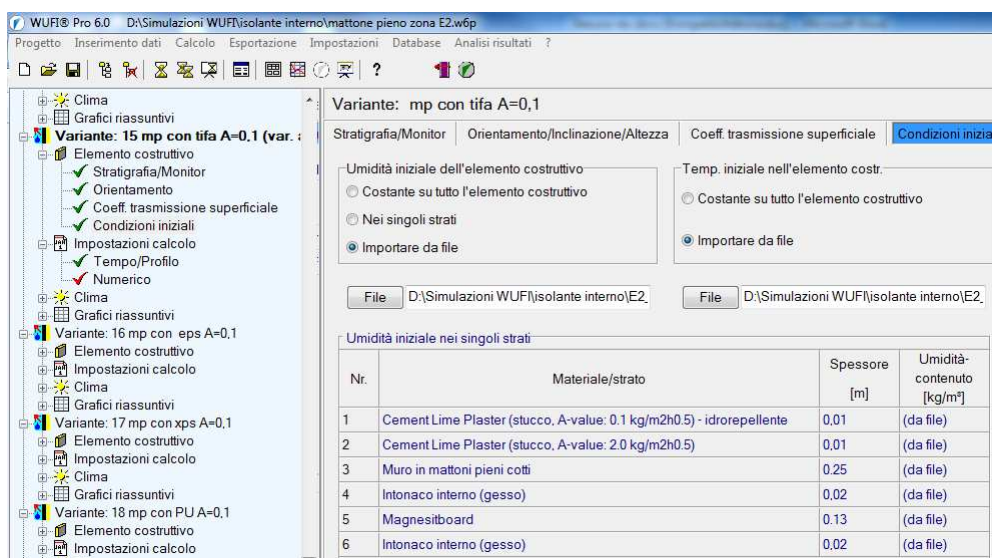 WUFI® Pro 6.0 D:\Simulazioni WUFI\isolante interno\mattone pieno zona E2.w6p
Progetto Inserimento dati Calcolo Esportazione Impostazioni Database Analisi risultati ?
?
Clima
Grafici riassuntivi
Variante: 15 mp con tifa A=0,1 (var. a
Elemento costruttivo
Stratigrafia/Monitor
Orientamento
Coeff. trasmissione superficiale
Condizioni iniziali
Impostazioni calcolo
Tempo/Profilo
Numerico
Clima
Grafici riassuntivi
Variante: 16 mp con eps A=0,1
Elemento costruttivo
Impostazioni calcolo
Clima
Grafici riassuntivi
Variante: 17 mp con xps A=0,1
Elemento costruttivo
Impostazioni calcolo
Clima
Grafici riassuntivi
Variante: 18 mp con PU A=0,1
Elemento costruttivo
Impostazioni calcolo
Variante: mp con tifa A=0,1
Stratigrafia/Monitor Orientamento/Inclinazione/Altezza Coeff. trasmissione superficiale Condizioni inizia
Umidità iniziale dell'elemento costruttivo
Costante su tutto l'elemento costruttivo
Nei singoli strati
Importare da file
Temp. iniziale nell'elemento costr.
Costante su tutto l'elemento costruttivo
Importare da file
File D:\Simulazioni WUFI\isolante interno\E2_
File D:\Simulazioni WUFI\isolante interno\E2_
Umidità iniziale nei singoli strati
Nr. Materiale/strato Spessore [m] Umidità-contenuto [kg/m³]
1 Cement Lime Plaster (stucco, A-value: 0.1 kg/m2h0.5) - idrorepellente 0,01 (da file)
2 Cement Lime Plaster (stucco, A-value: 2.0 kg/m2h0.5) 0,01 (da file)
3 Muro in mattoni pieni cotti 0.25 (da file)
4 Intonaco interno (gesso) 0,02 (da file)
5 Magnesitboard 0.13 (da file)
6 Intonaco interno (gesso) 0,02 (da file)